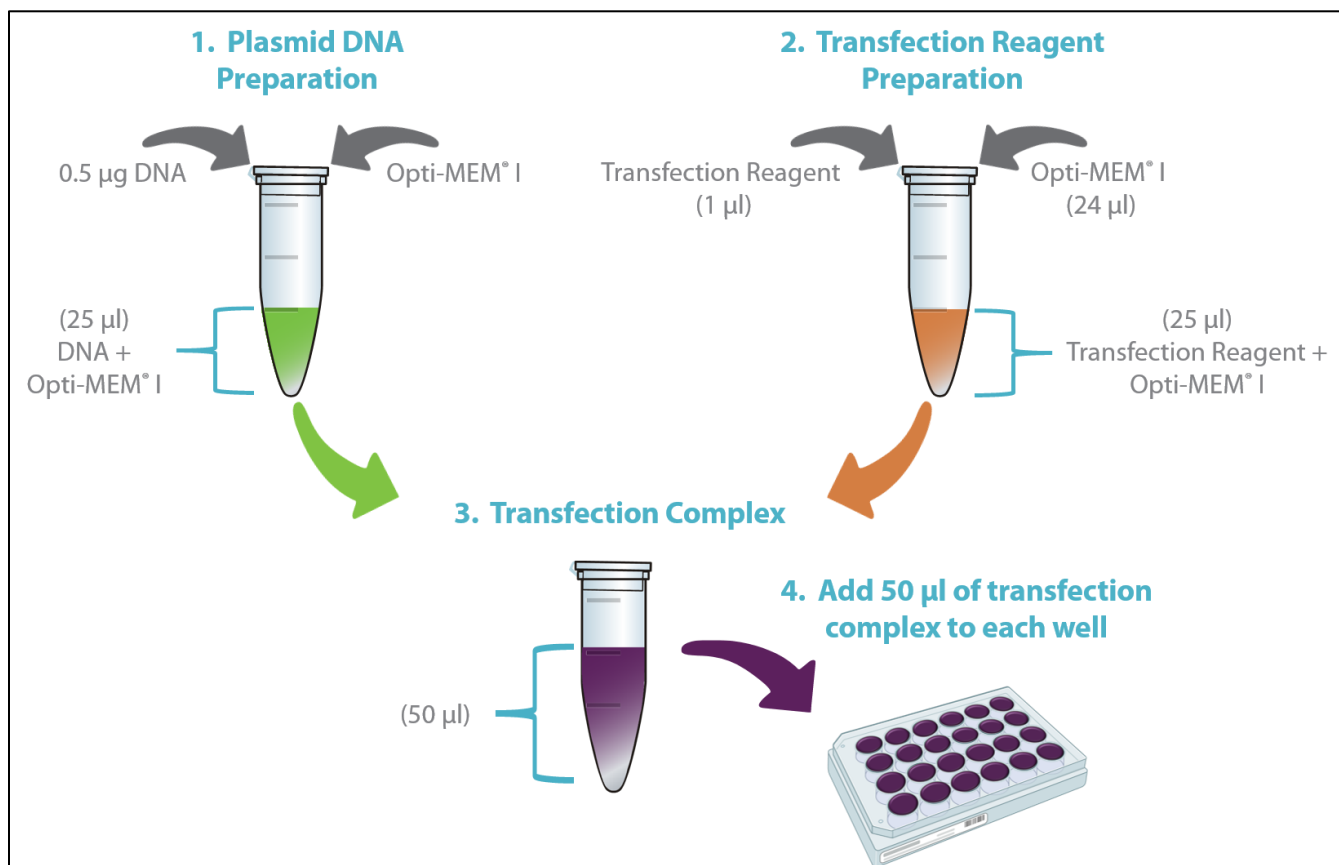 1. Plasmid DNA
Preparation
0.5 µg DNA
Opti-MEM® I
(25 µl)
DNA +
Opti-MEM® I
2. Transfection Reagent
Preparation
Transfection Reagent
(1 µl)
Opti-MEM® I
(24 µl)
(25 µl)
Transfection Reagent +
Opti-MEM® I
3. Transfection Complex
(50 µl)
4. Add 50 µl of transfection
complex to each well